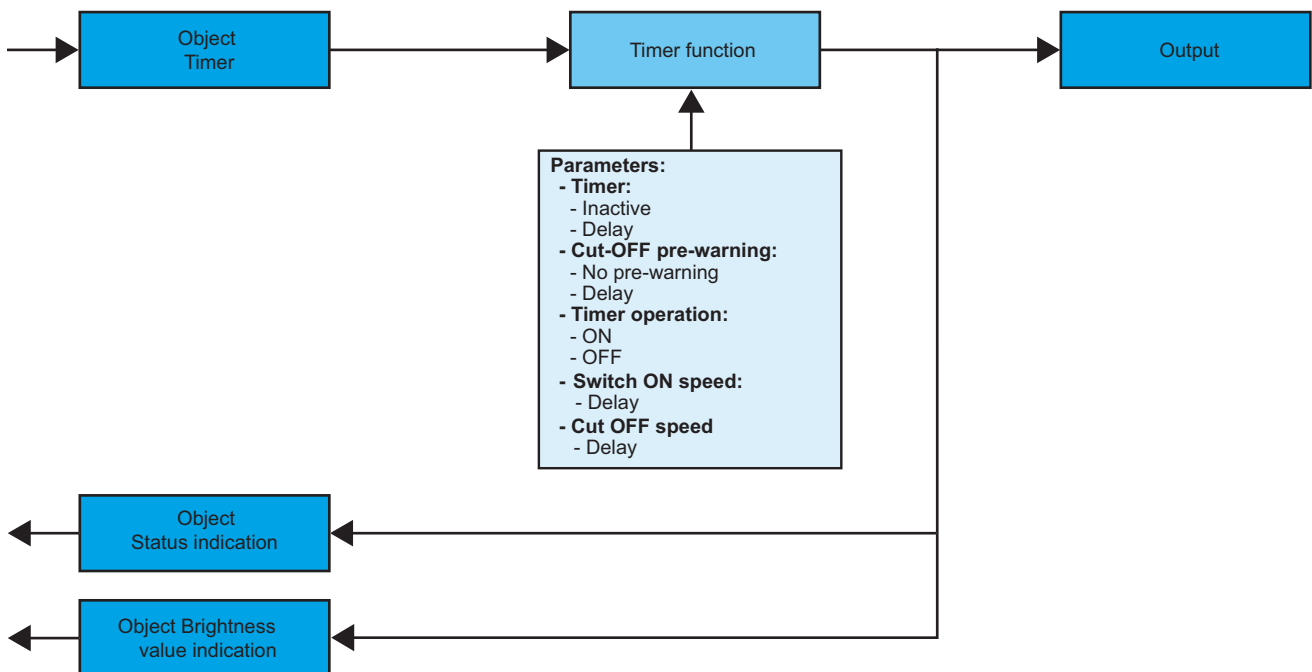 Object
Timer
Timer function
Output
Parameters:
- Timer:
- Inactive
- Delay
- Cut-OFF pre-warning:
- No pre-warning
- Delay
- Timer operation:
- ON
- OFF
- Switch ON speed:
- Delay
- Cut OFF speed
- Delay
Object
Status indication
Object Brightness
value indication